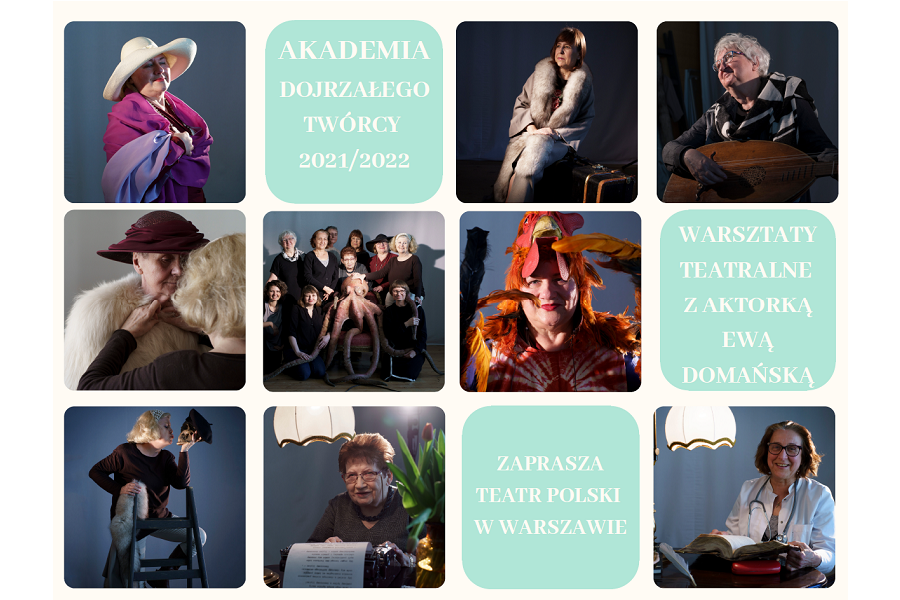 AKADEMIA
DOJRZAŁEGO
TWÓRCY
2021/2022
WARSZTATY
TEATRALNE
Z AKTORKĄ
EWĄ
DOMAŃSKĄ
ZAPRASZA
TEATR POLSKI
W WARSZAWIE